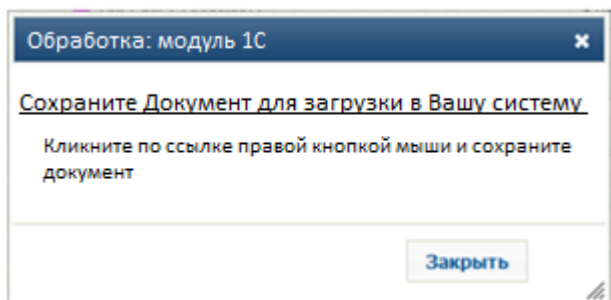 Обработка: модуль 1С
Сохраните Документ для загрузки в Вашу систему
Кликните по ссылке правой кнопкой мыши и сохраните
документ
Закрыть